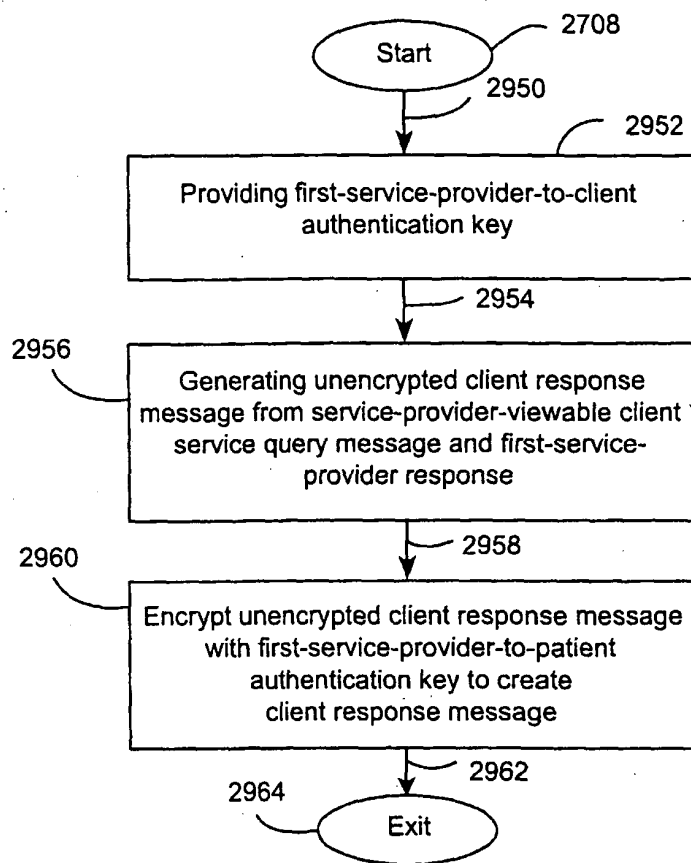 Start
2708
2950
2952
Providing first-service-provider-to-client
authentication key
2954
2956
Generating unencrypted client response
message from service-provider-viewable client
service query message and first-service-
provider response
2958
2960
Encrypt unencrypted client response message
with first-service-provider-to-patient
authentication key to create
client response message
2962
2964
Exit